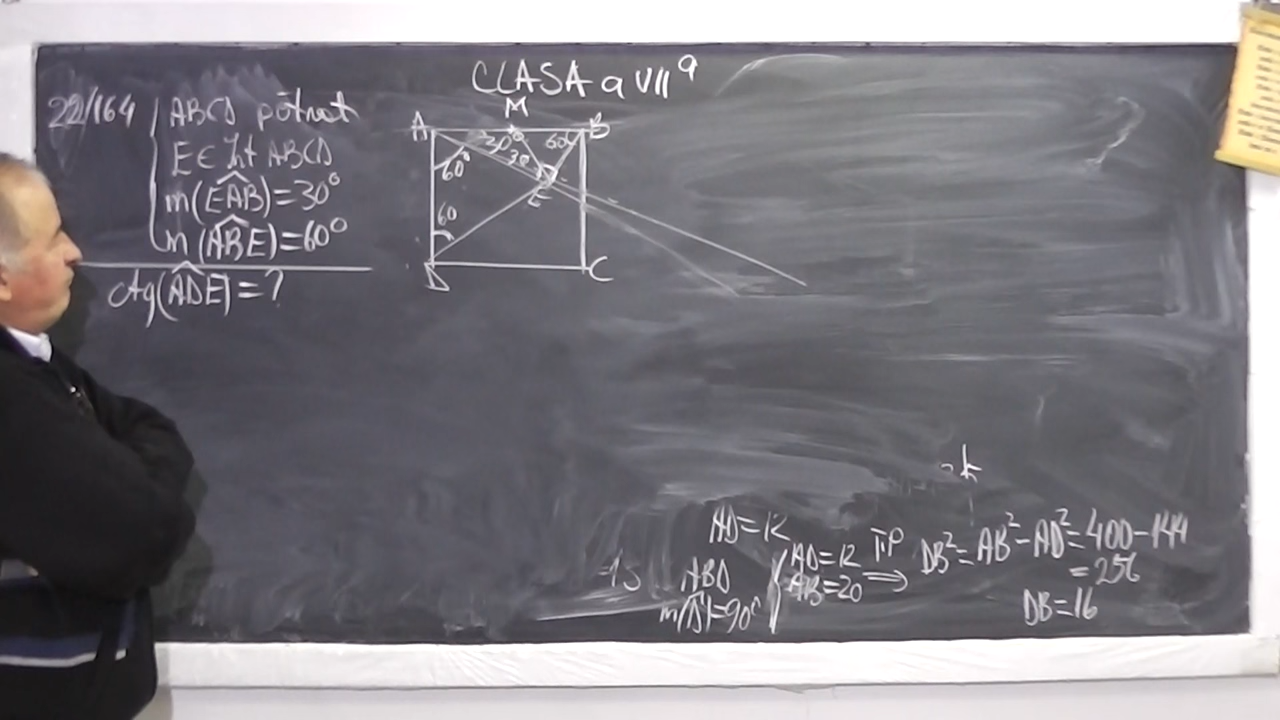 CLASA a VII a
22/164
ABCD pătrat
E∈Int ABCD
m(EAB)=30°
m(ABE)=60°
ctg(ADE)=?
A M B
30° 60°
60° 30
60 E
D C
AD=12
ABD
m(D)=90°
AD=12
AB=20
T.P
⇒
DB²=AB²-AD²=400-144
=256
DB=16